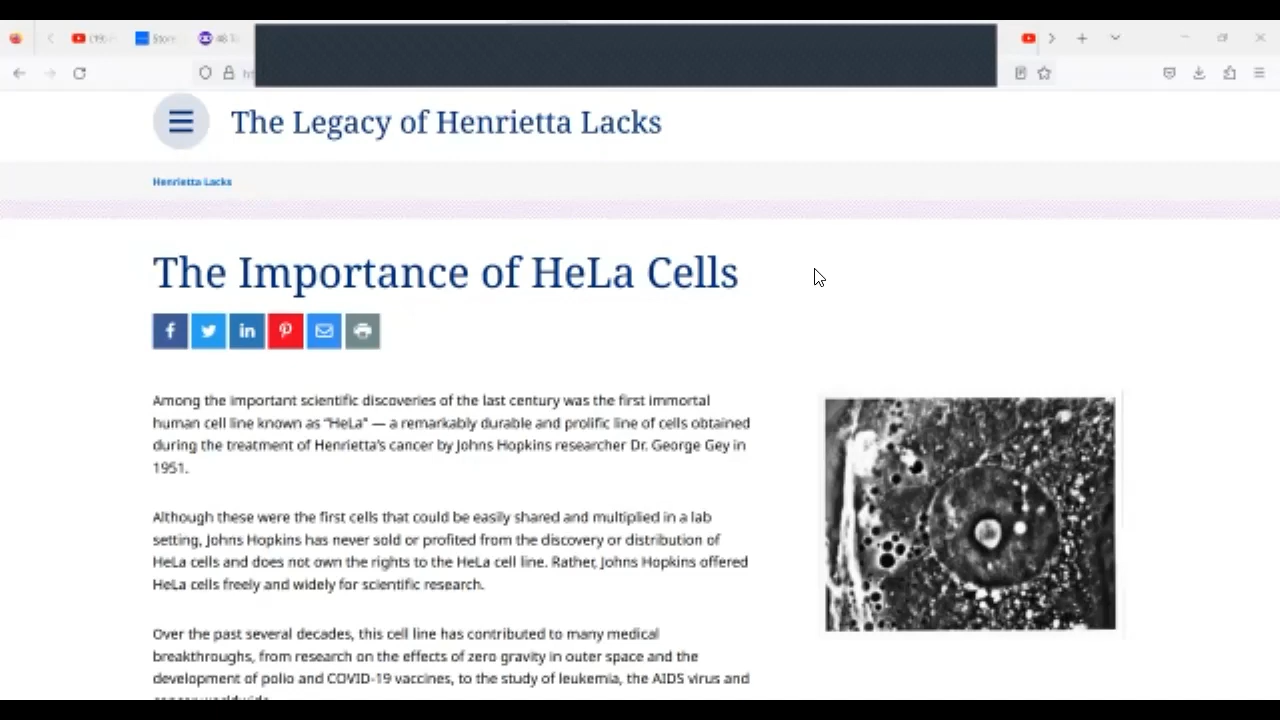 The Legacy of Henrietta Lacks
Henrietta Lacks
The Importance of HeLa Cells
Among the important scientific discoveries of the last century was the first immortal
human cell line known as “HeLa” — a remarkably durable and prolific line of cells obtained
during the treatment of Henrietta’s cancer by Johns Hopkins researcher Dr. George Gey in
1951.
Although these were the first cells that could be easily shared and multiplied in a lab
setting, Johns Hopkins has never sold or profited from the discovery or distribution of
HeLa cells and does not own the rights to the HeLa cell line. Rather, Johns Hopkins offered
HeLa cells freely and widely for scientific research.
Over the past several decades, this cell line has contributed to many medical
breakthroughs, from research on the effects of zero gravity in outer space and the
development of polio and COVID-19 vaccines, to the study of leukemia, the AIDS virus and